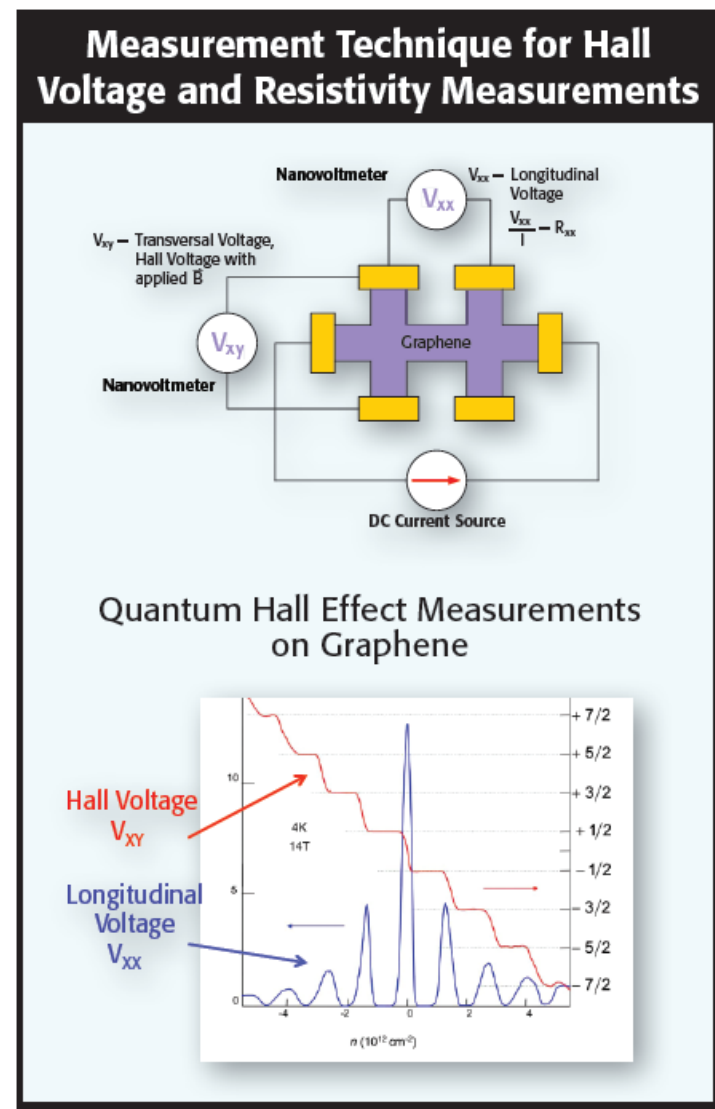 Measurement Technique for Hall
Voltage and Resistivity Measurements
Nanovoltmeter
Vxx
Vxx – Longitudinal
Voltage
Vxx
I
– Rxx
Vxy – Transversal Voltage,
Hall Voltage with
applied B⃗
Vxy
Nanovoltmeter
Graphene
DC Current Source
Quantum Hall Effect Measurements
on Graphene
Hall Voltage
VXY
Longitudinal
Voltage
VXX
10
5
0
4K
14T
+ 7/2
+ 5/2
+ 3/2
+ 1/2
– 1/2
– 3/2
– 5/2
– 7/2
-4
-2
0
2
4
n (10¹² cm⁻²)